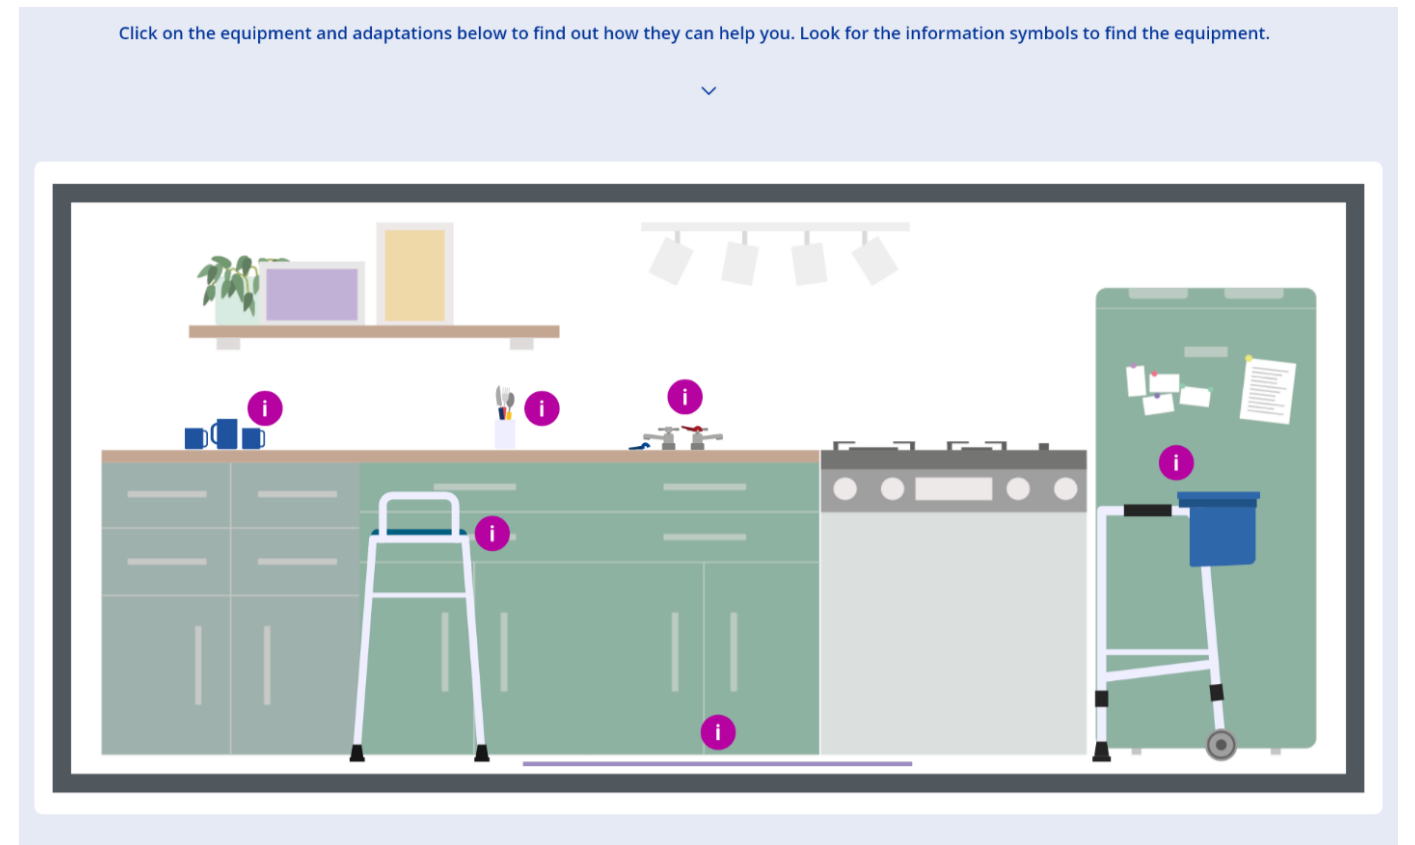 Click on the equipment and adaptations below to find out how they can help you. Look for the information symbols to find the equipment.
i
i
i
i
i
i